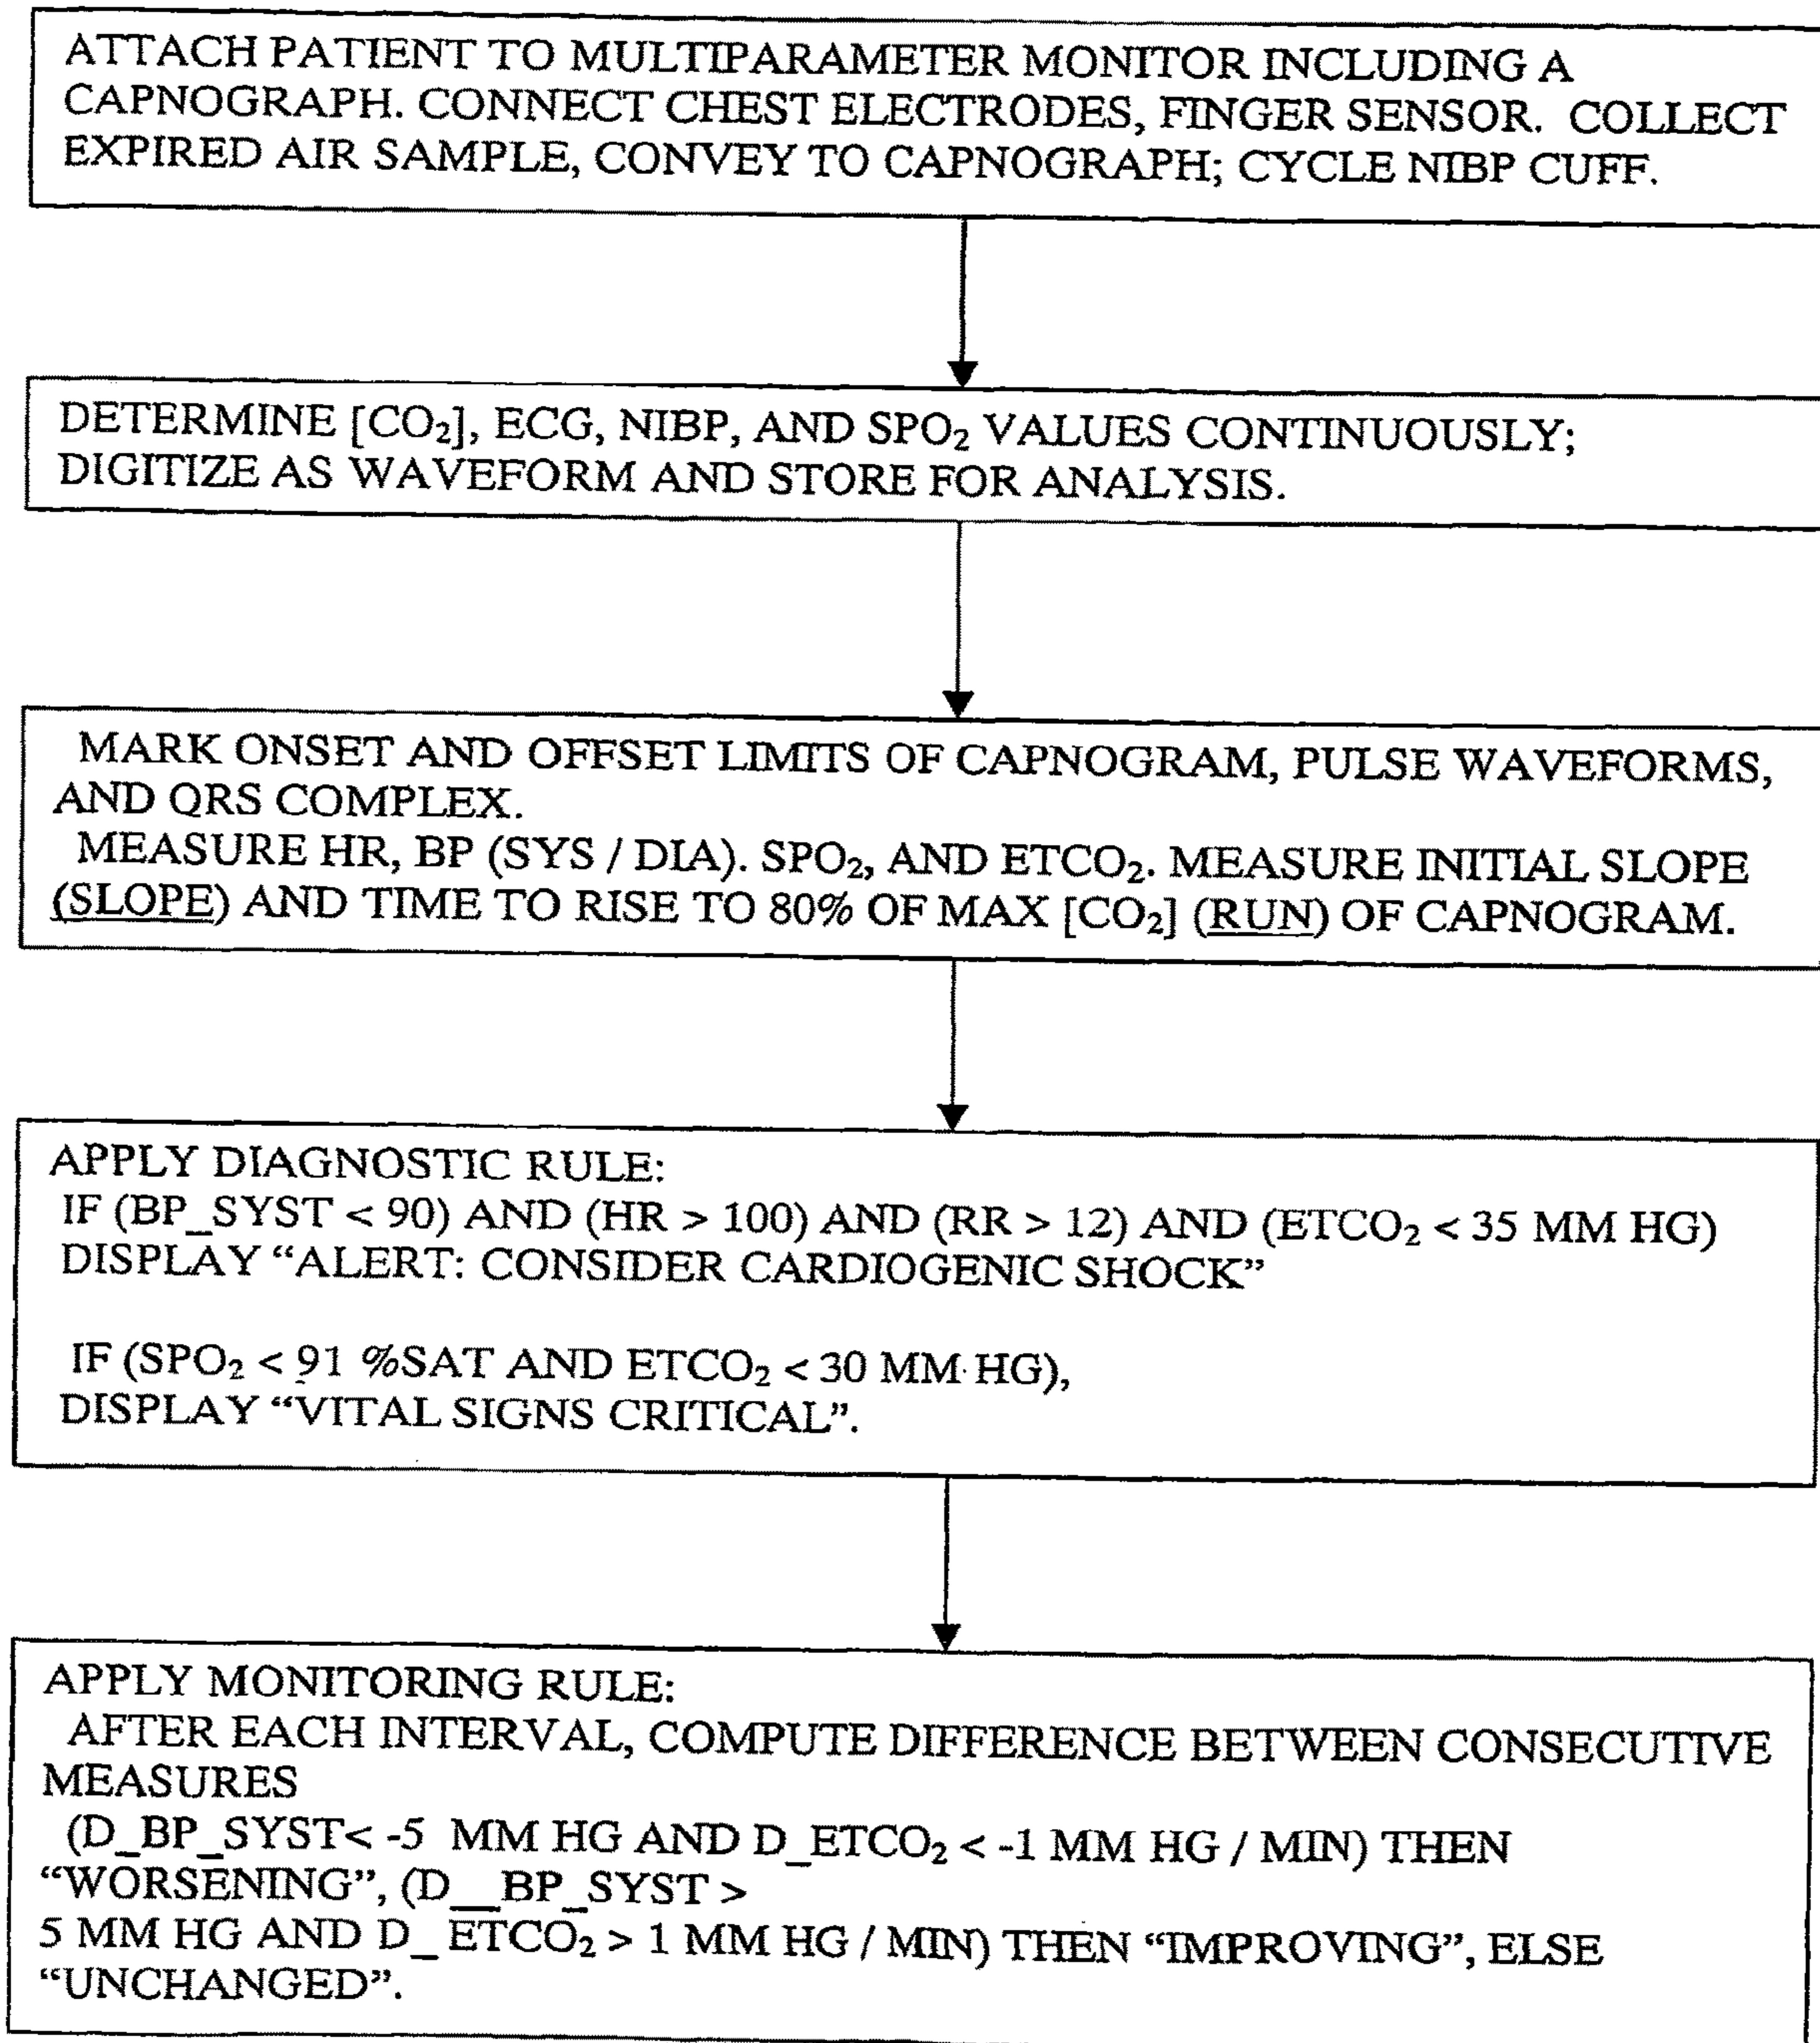 ATTACH PATIENT TO MULTIPARAMETER MONITOR INCLUDING A
CAPNOGRAPH. CONNECT CHEST ELECTRODES, FINGER SENSOR. COLLECT
EXPIRED AIR SAMPLE, CONVEY TO CAPNOGRAPH; CYCLE NIBP CUFF.
DETERMINE [CO₂], ECG, NIBP, AND SPO₂ VALUES CONTINUOUSLY;
DIGITIZE AS WAVEFORM AND STORE FOR ANALYSIS.
MARK ONSET AND OFFSET LIMITS OF CAPNOGRAM, PULSE WAVEFORMS,
AND QRS COMPLEX.
MEASURE HR, BP (SYS / DIA). SPO₂, AND ETCO₂. MEASURE INITIAL SLOPE
(SLOPE) AND TIME TO RISE TO 80% OF MAX [CO₂] (RUN) OF CAPNOGRAM.
APPLY DIAGNOSTIC RULE:
IF (BP_SYST < 90) AND (HR > 100) AND (RR > 12) AND (ETCO₂ < 35 MM HG)
DISPLAY “ALERT: CONSIDER CARDIOGENIC SHOCK”
IF (SPO₂ < 91 %SAT AND ETCO₂ < 30 MM HG),
DISPLAY “VITAL SIGNS CRITICAL”.
APPLY MONITORING RULE:
AFTER EACH INTERVAL, COMPUTE DIFFERENCE BETWEEN CONSECUTIVE
MEASURES
(D_BP_SYST< -5 MM HG AND D_ETCO₂ < -1 MM HG / MIN) THEN
“WORSENING”, (D__BP_SYST >
5 MM HG AND D_ ETCO₂ > 1 MM HG / MIN) THEN “IMPROVING”, ELSE
“UNCHANGED”.